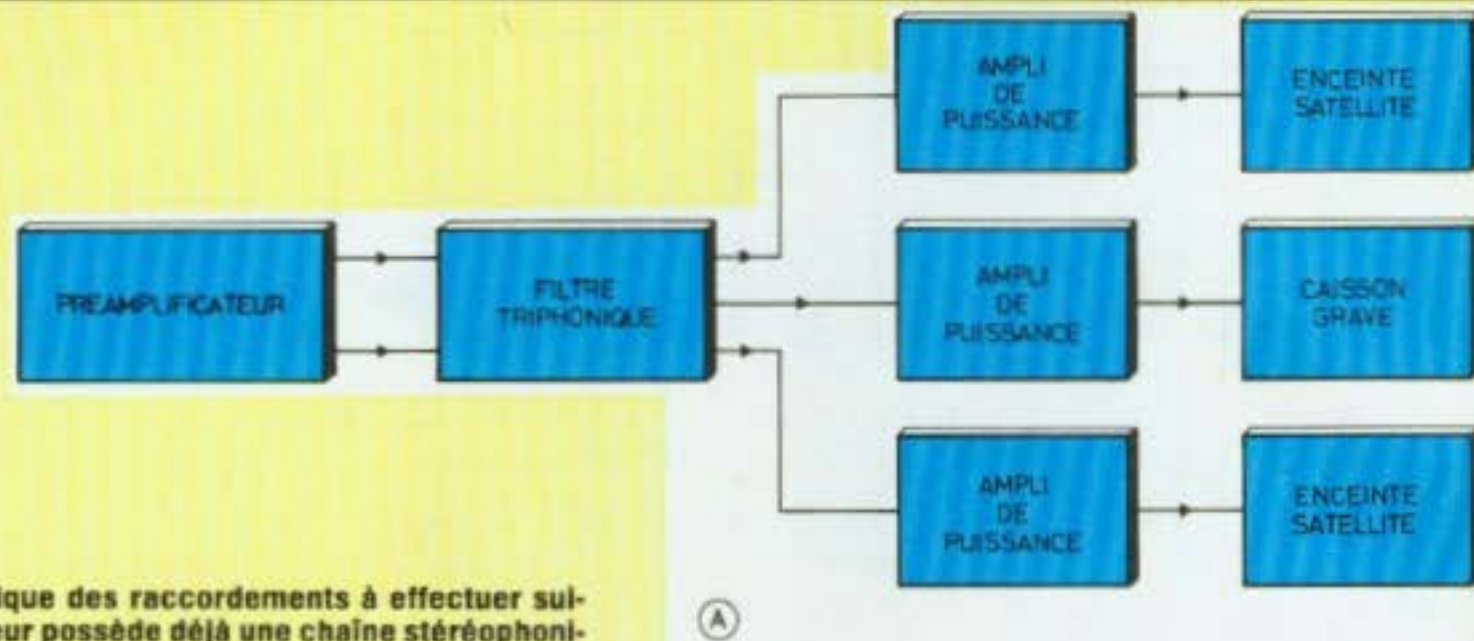 AMPLI
DE
PUISSANCE
ENCEINTE
SATELLITE
PREAMPLIFICATEUR
FILTRE
TRIPHONIQUE
AMPLI
DE
PUISSANCE
CAISSON
GRAVE
AMPLI
DE
PUISSANCE
ENCEINTE
SATELLITE
ique des raccordements à effectuer sui-
eur possède déjà une chaîne stéréophoni-
A